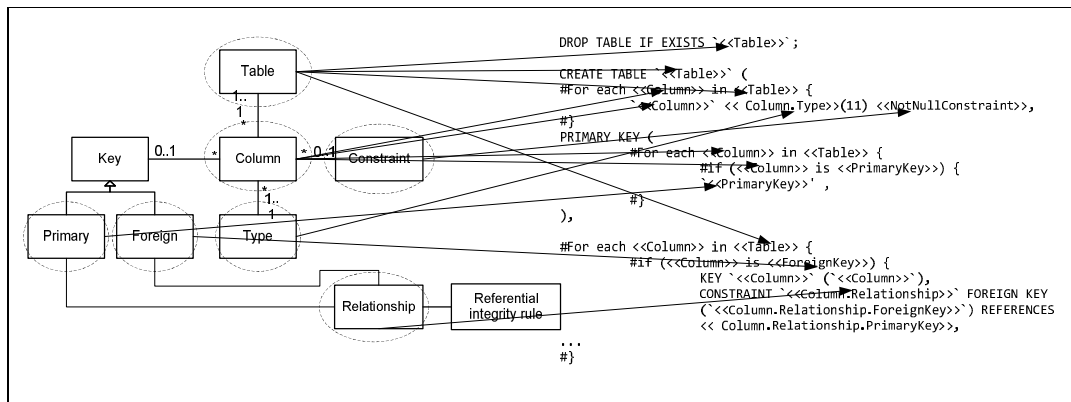 Table
1..
1
*
Key
0..1
*
Column
*
0..1
Constraint
*
1..
1
Primary
Foreign
Type
Relationship
Referential
integrity rule
DROP TABLE IF EXISTS `<<Table>>`;
CREATE TABLE `<<Table>>` (
#For each <<Column>> in <<Table>> {
`<<Column>>` << Column.Type>>(11) <<NotNullConstraint>>,
#}
PRIMARY KEY (
#For each <<Column>> in <<Table>> {
#if (<<Column>> is <<PrimaryKey>>) {
`<<PrimaryKey>>' ,
#}
),
#For each <<Column>> in <<Table>> {
#if (<<Column>> is <<ForeignKey>>) {
KEY `<<Column>>` (`<<Column>>`),
CONSTRAINT `<<Column.Relationship>>` FOREIGN KEY
(`<<Column.Relationship.ForeignKey>>`) REFERENCES
<< Column.Relationship.PrimaryKey>>,
...
#}